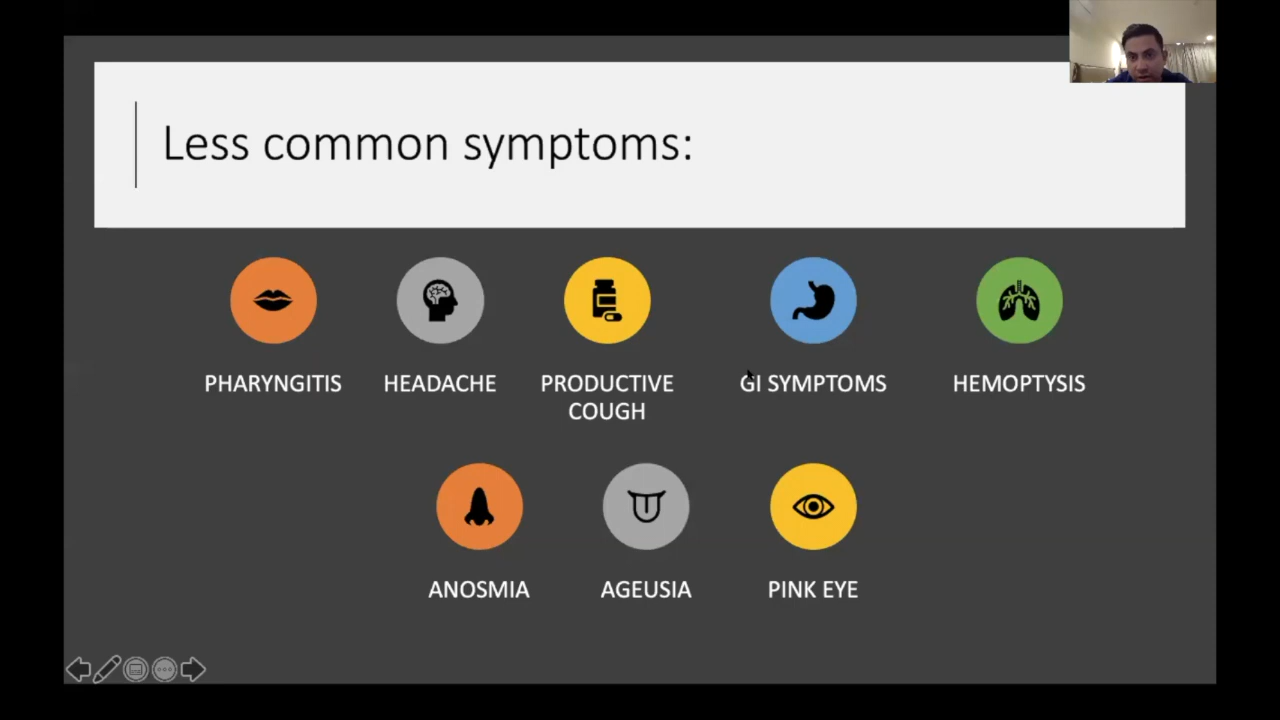 Less common symptoms:
PHARYNGITIS
HEADACHE
PRODUCTIVE
COUGH
GI SYMPTOMS
HEMOPTYSIS
ANOSMIA
AGEUSIA
PINK EYE